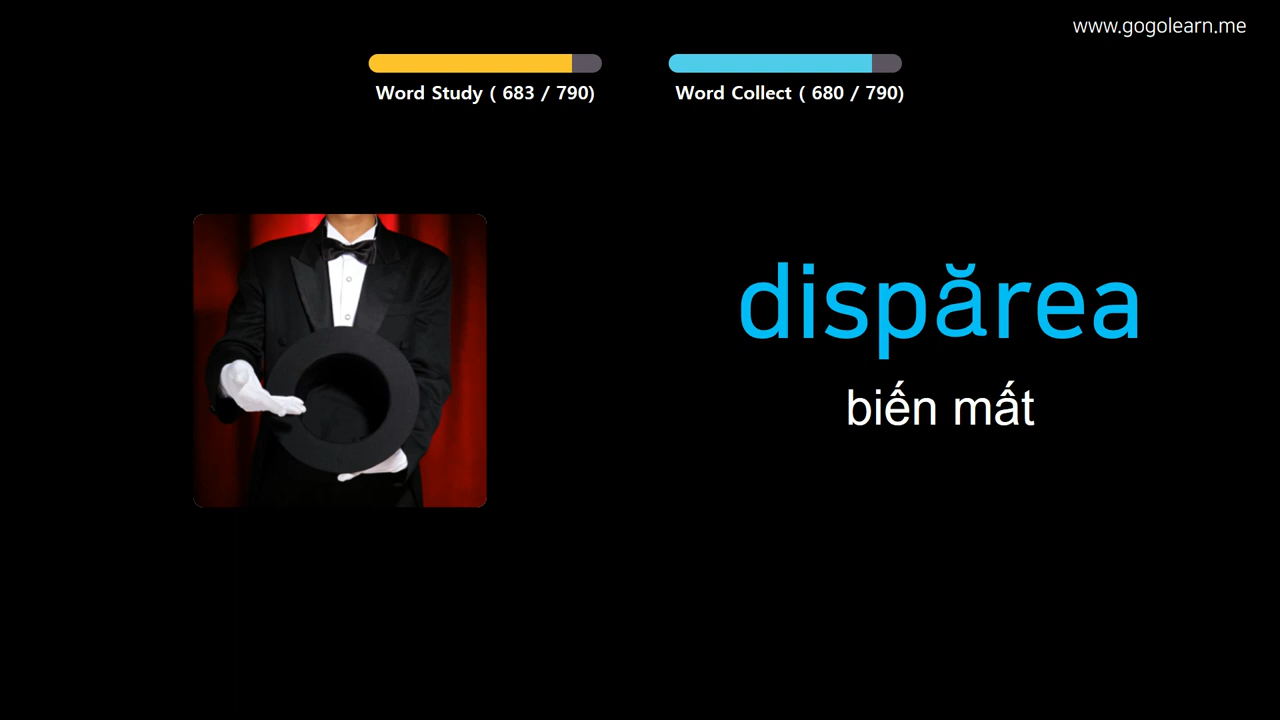 www.gogolearn.me
Word Study ( 683 / 790)
Word Collect ( 680 / 790)
dispărea
biến mất